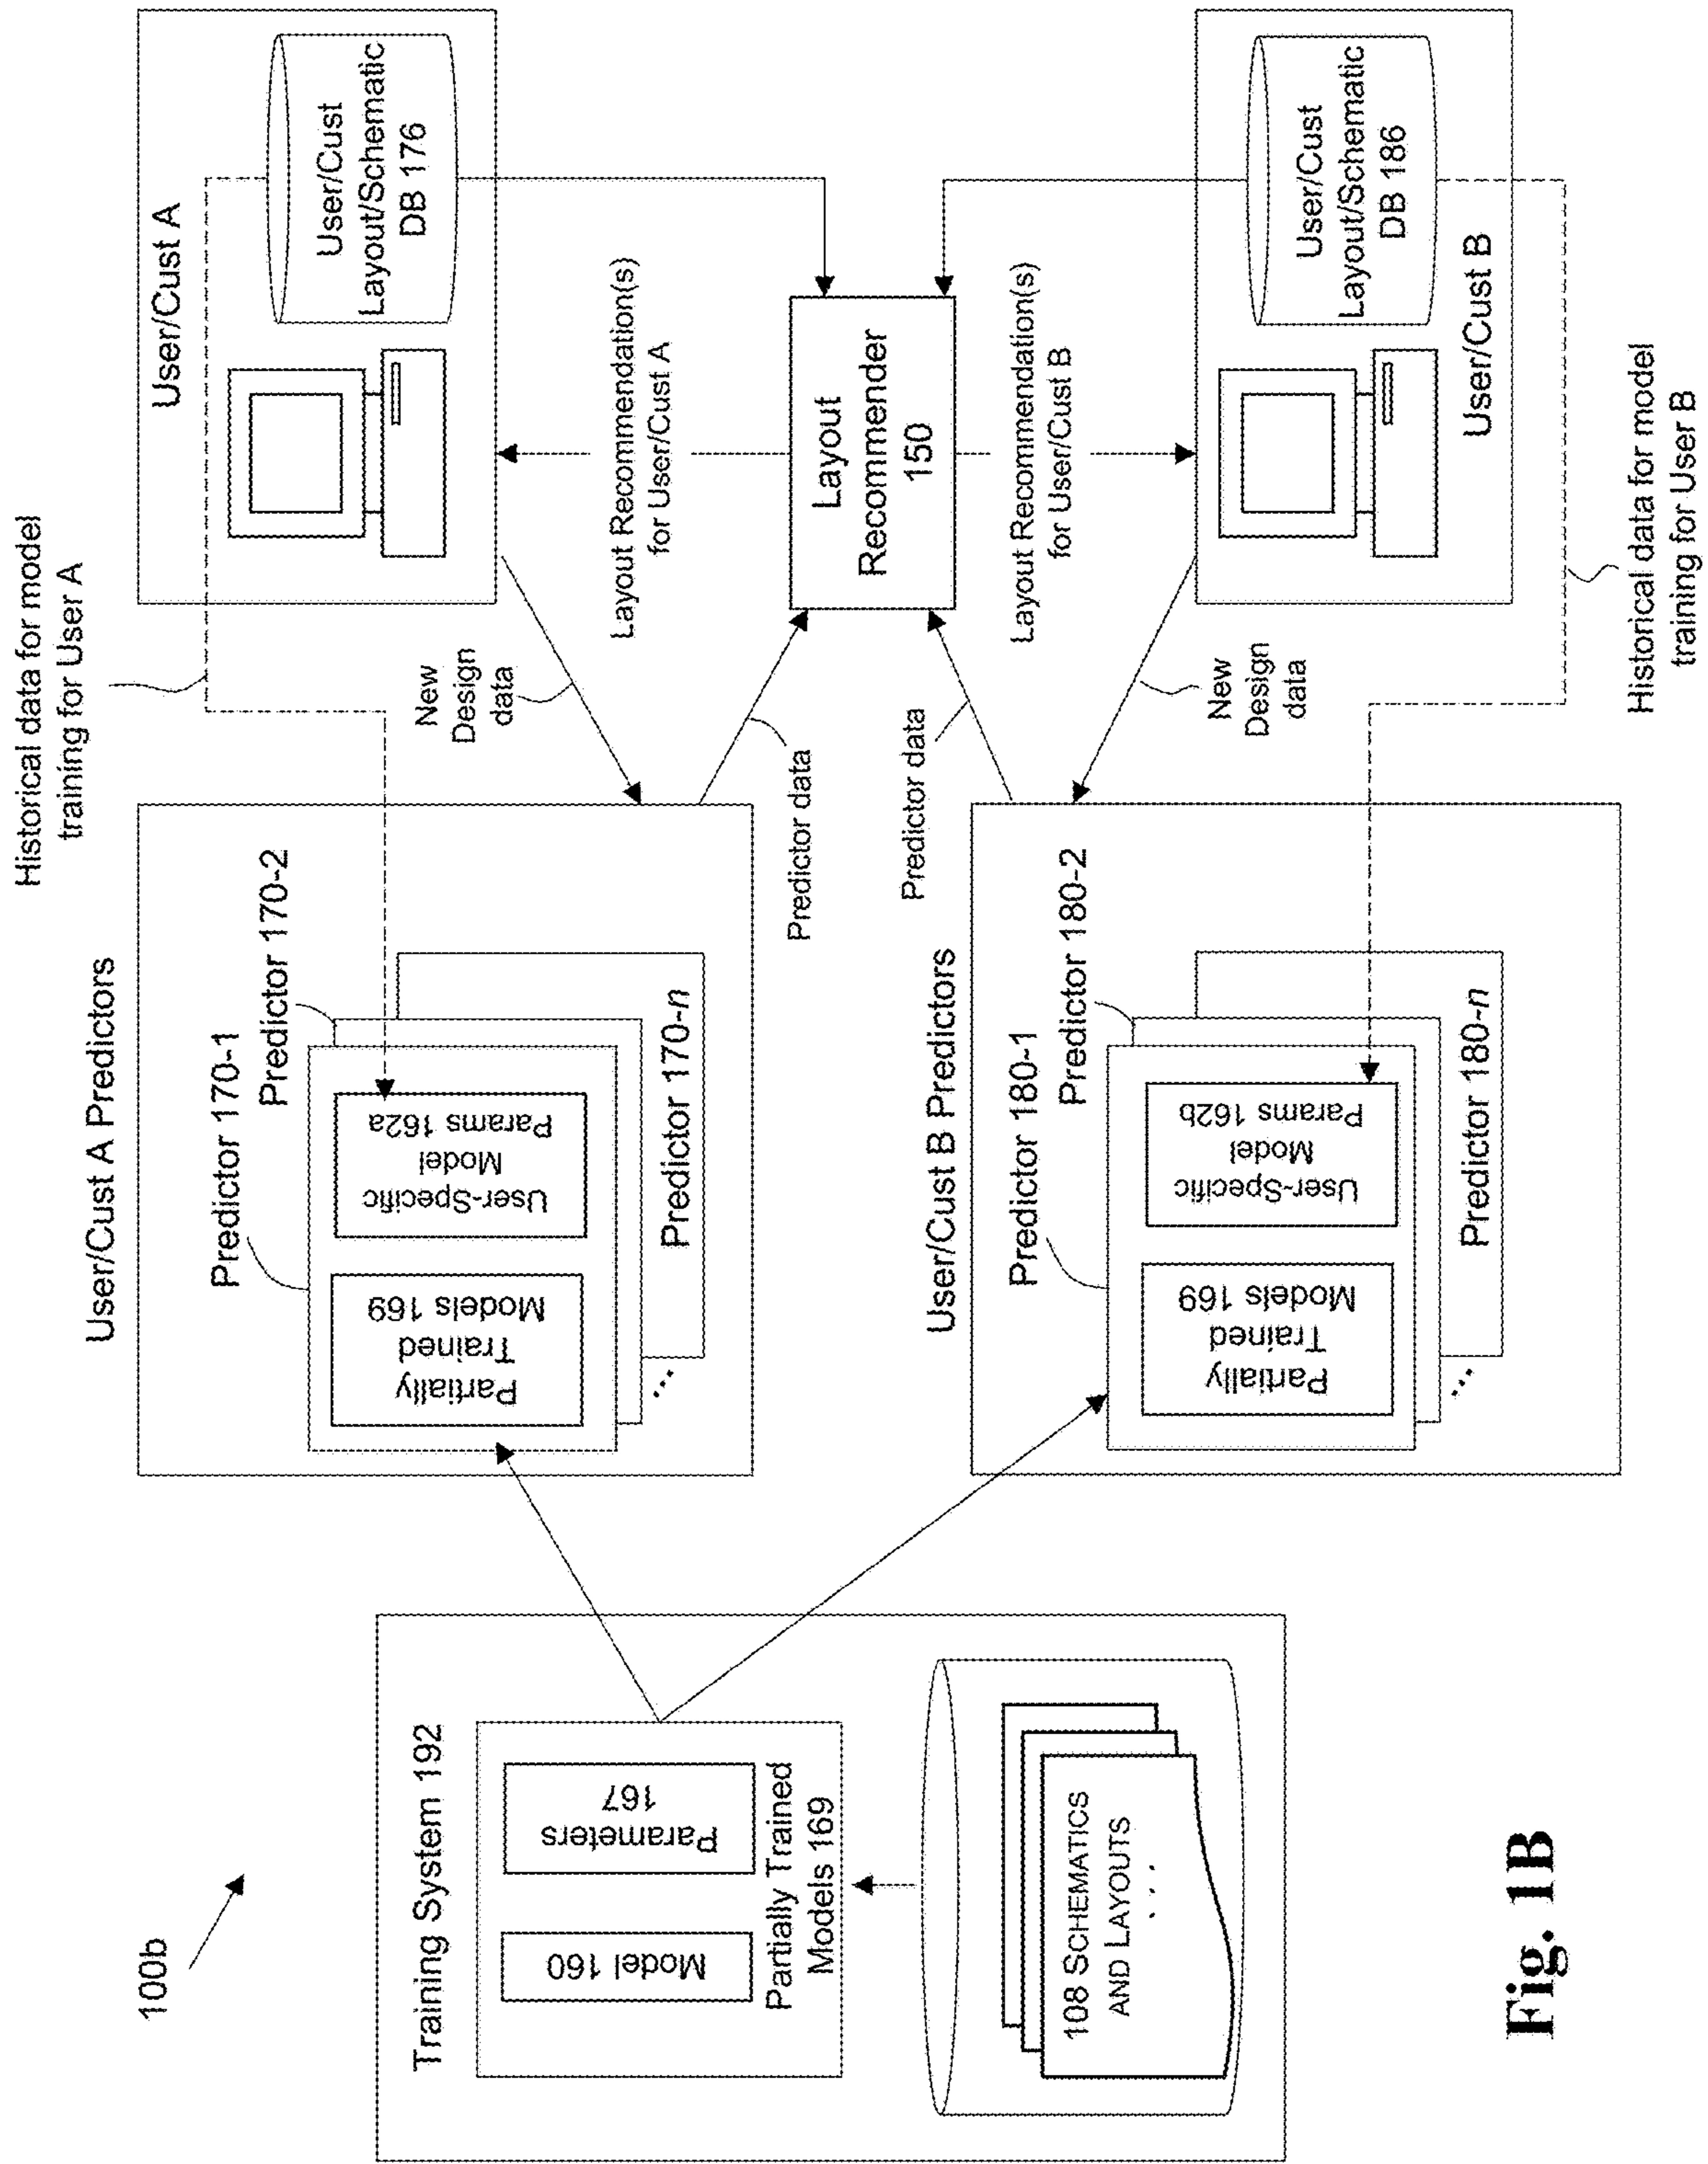 100b
Training System 192
Model 160
Parameters
167
Partially Trained
Models 169
108 SCHEMATICS
AND LAYOUTS
. . .
User/Cust A Predictors
Predictor 170-1
Predictor 170-2
Partially
Trained
Models 169
User-Specific
Model
Params 162a
Predictor 170-n
...
User/Cust B Predictors
Predictor 180-1
Predictor 180-2
Partially
Trained
Models 169
User-Specific
Model
Params 162b
Predictor 180-n
...
Historical data for model
training for User A
New
Design
data
Predictor data
Predictor data
New
Design
data
User/Cust A
User/Cust
Layout/Schematic
DB 176
Layout Recommendation(s)
for User/Cust A
Layout
Recommender
150
Layout Recommendation(s)
for User/Cust B
User/Cust
Layout/Schematic
DB 186
User/Cust B
Historical data for model
training for User B
Fig. 1B